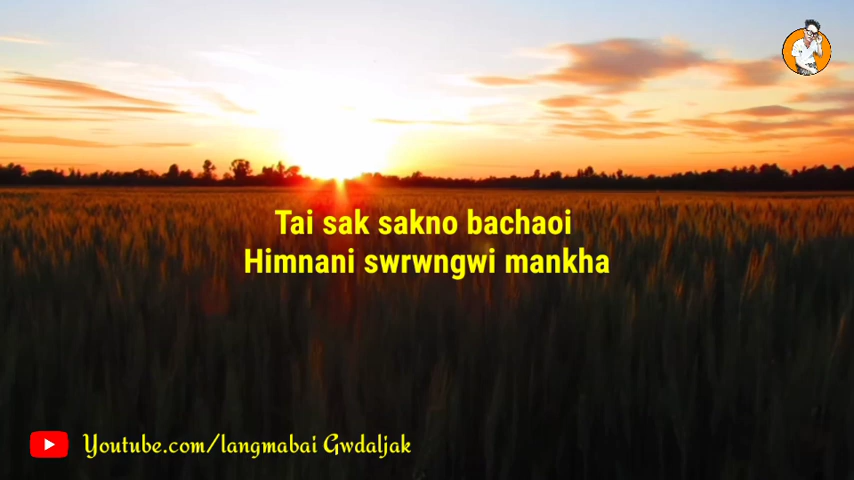 Tai sak sakno bachaoi
Himnani swrwngwi mankha
Youtube.com/langmabai Gwdaljak